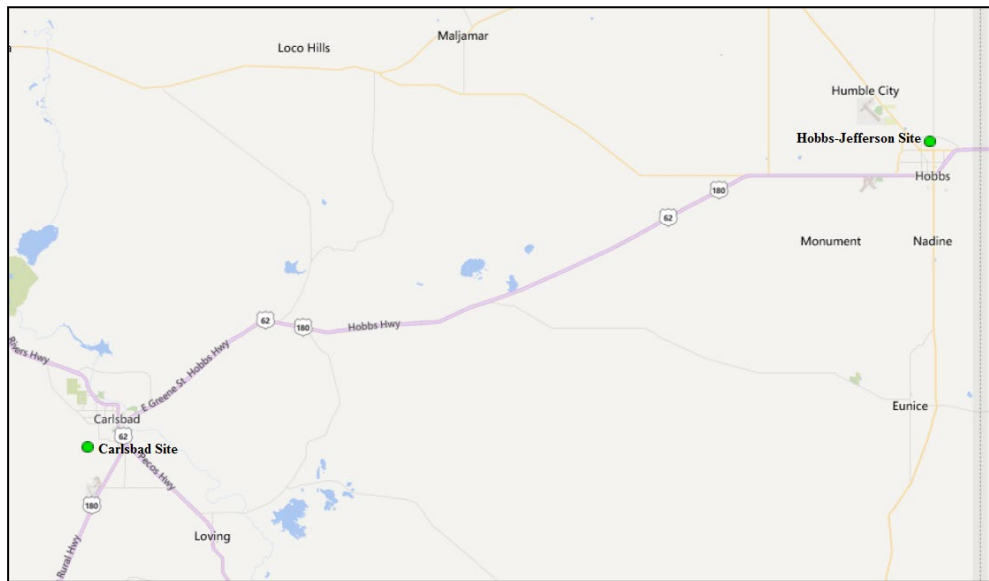 Maljamar
Loco Hills
a
Humble City
Hobbs-Jefferson Site
Hobbs
180
62
Monument
Nadine
62
180
Hobbs Hwy
Rivers Hwy
E Greene St
Hobbs Hwy
Carlsbad
62
Carlsbad Site
Pecos Hwy
Eunice
180
Loving
Rural Hwy